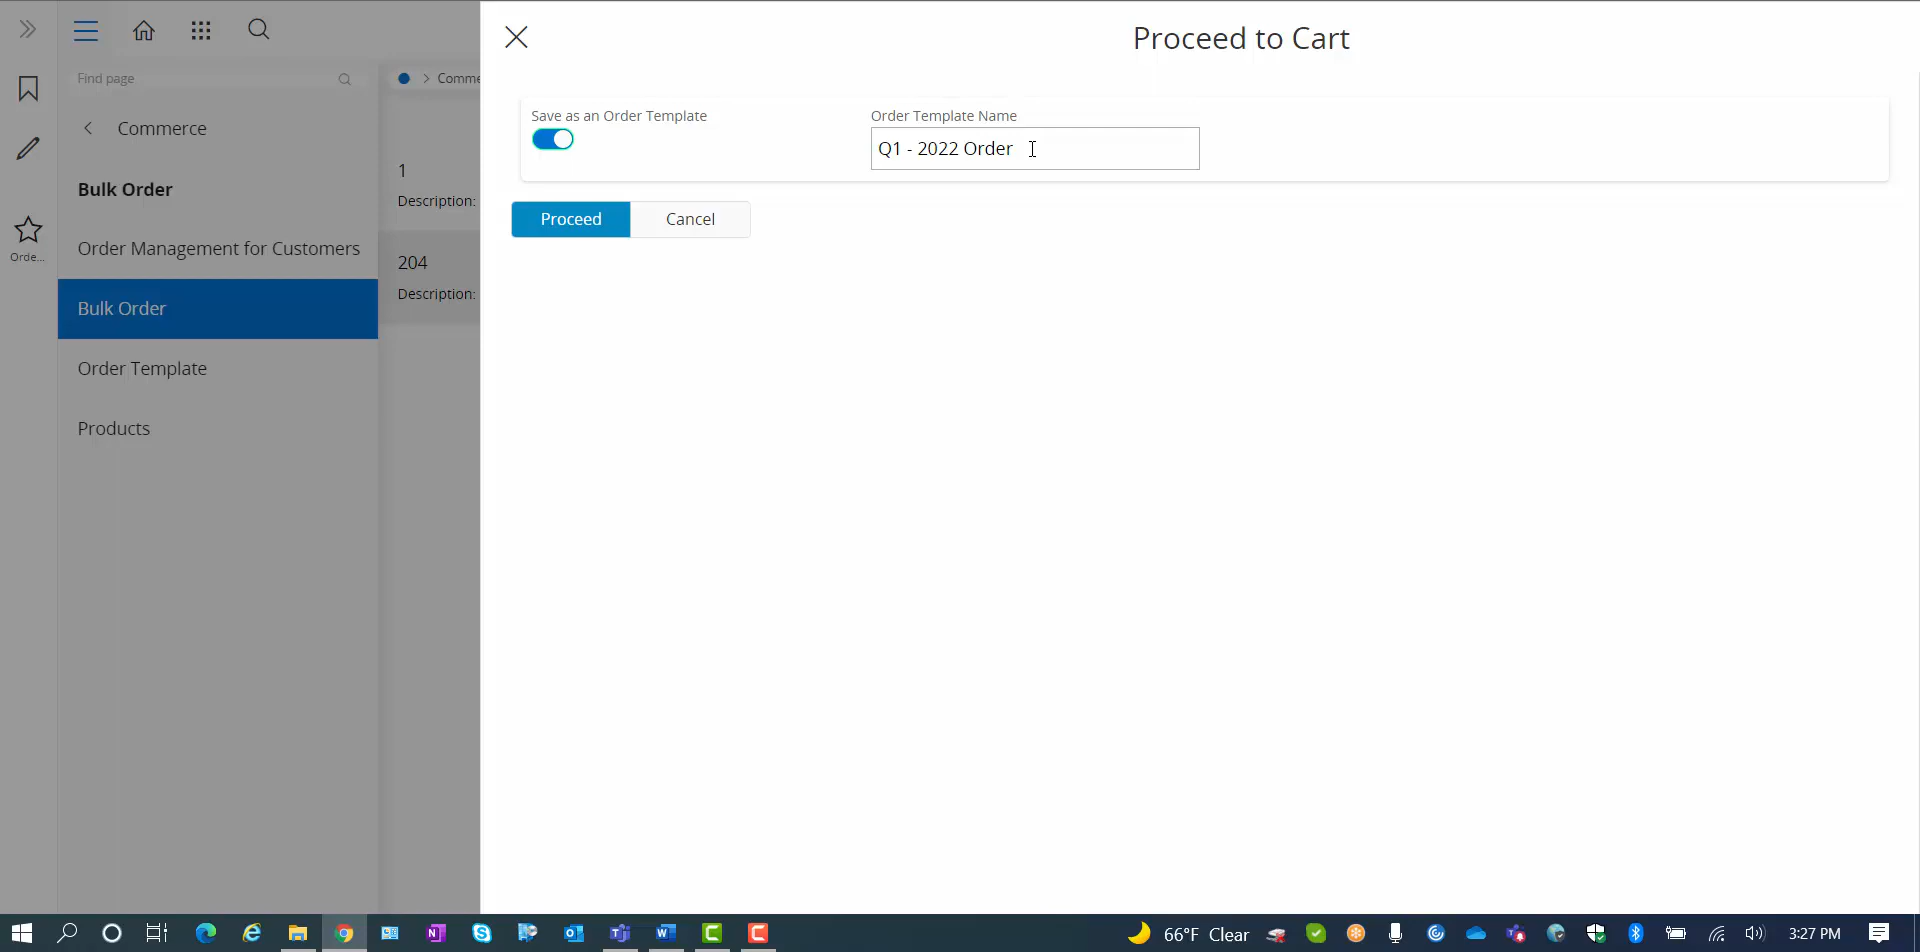 Proceed to Cart
Find page
Comme
Commerce
Bulk Order
Order Management for Customers
Bulk Order
Order Template
Products
Orde...
1
Description:
204
Description:
Save as an Order Template
Order Template Name
Q1 - 2022 Order
Proceed
Cancel
66°F Clear
3:27 PM